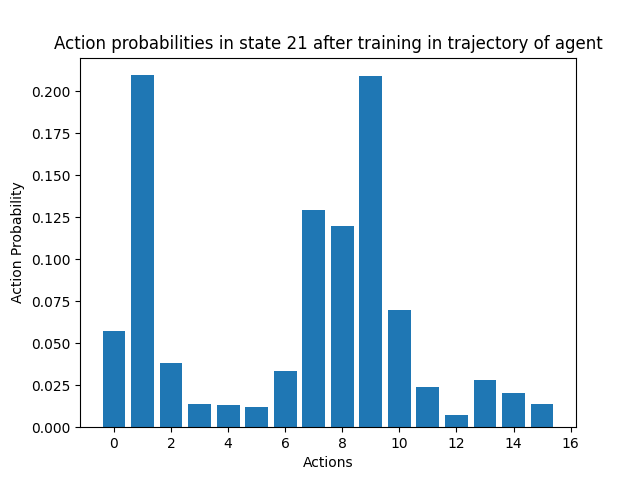 Action probabilities in state 21 after training in trajectory of agent
0.200
0.175
0.150
0.125
0.100
0.075
0.050
0.025
0.000
Action Probability
0 2 4 6 8 10 12 14 16
Actions